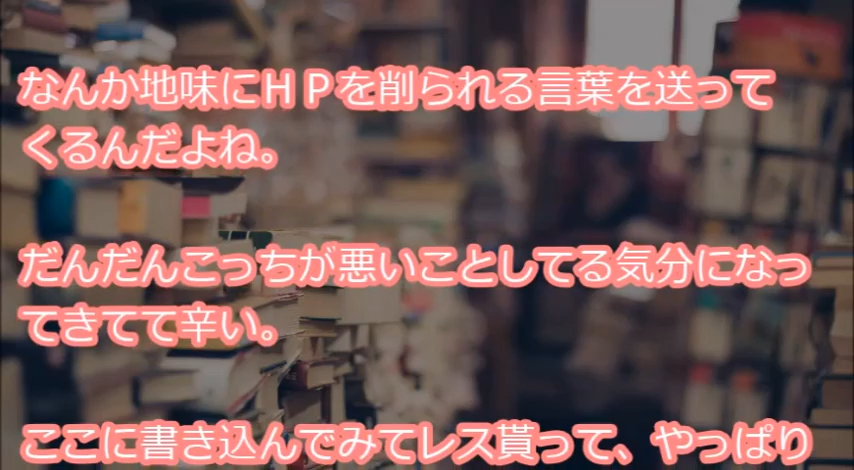 なんか地味にＨＰを削られる言葉を送って
くるんだよね。
だんだんこっちが悪いことしてる気分になっ
てきてて辛い。
ここに書き込んでみてレス貰って、やっぱり